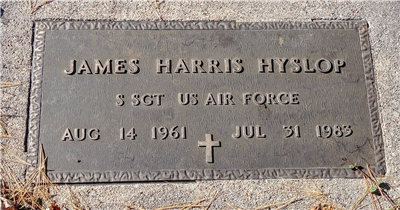 JAMES HARRIS HYSLOP
S SGT US AIR FORCE
AUG 14 1961 JUL 31 1983